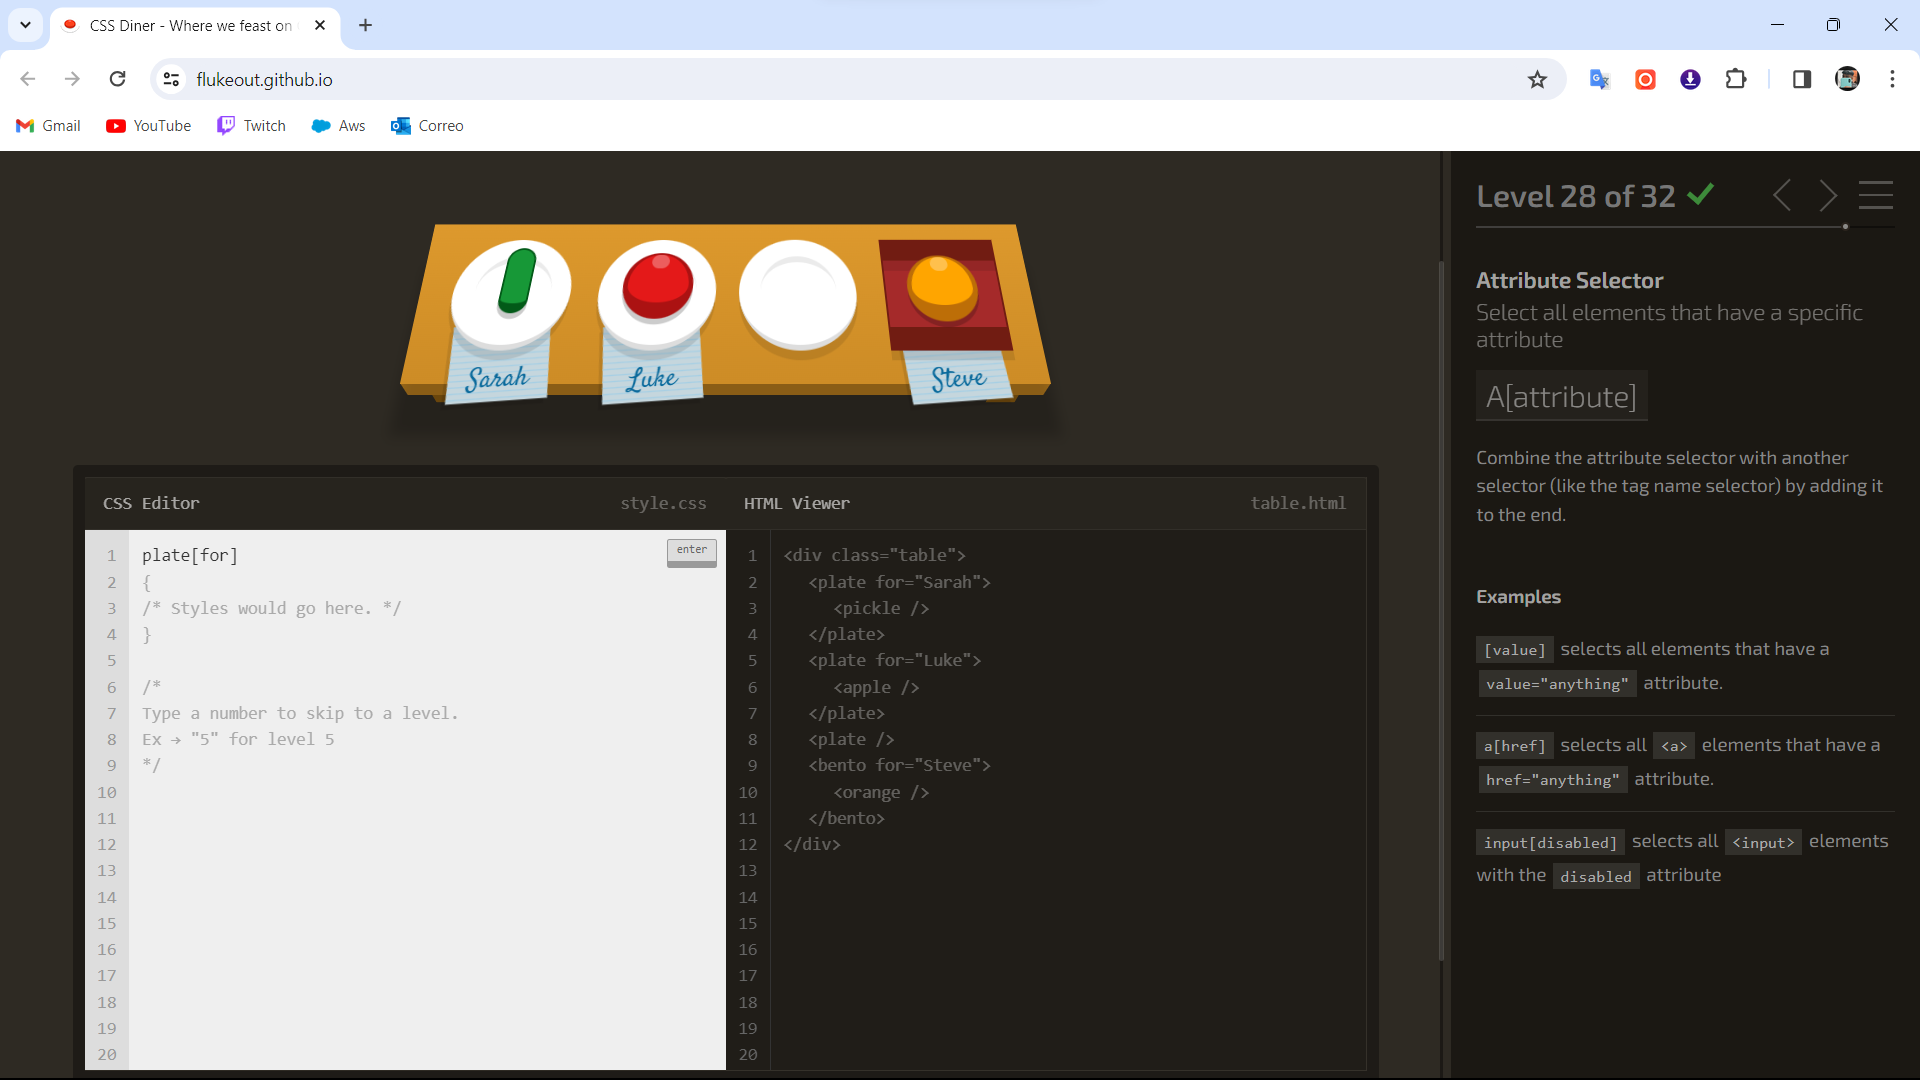 CSS Diner - Where we feast on
flukeout.github.io
Gmail
YouTube
Twitch
Aws
Correo
Sarah
Luke
Steve
CSS Editor
style.css
HTML Viewer
table.html
1
plate[for]
enter
2
{
3
/* Styles would go here. */
4
}
5
6
/*
7
Type a number to skip to a level.
8
Ex → "5" for level 5
9
*/
10
11
12
13
14
15
16
17
18
19
20
1
<div class="table">
2
<plate for="Sarah">
3
<pickle />
4
</plate>
5
<plate for="Luke">
6
<apple />
7
</plate>
8
<plate />
9
<bento for="Steve">
10
<orange />
11
</bento>
12
</div>
13
14
15
16
17
18
19
20
Level 28 of 32
Attribute Selector
Select all elements that have a specific
attribute
A[attribute]
Combine the attribute selector with another
selector (like the tag name selector) by adding it
to the end.
Examples
[value] selects all elements that have a
value="anything" attribute.
a[href] selects all <a> elements that have a
href="anything" attribute.
input[disabled] selects all <input> elements
with the disabled attribute